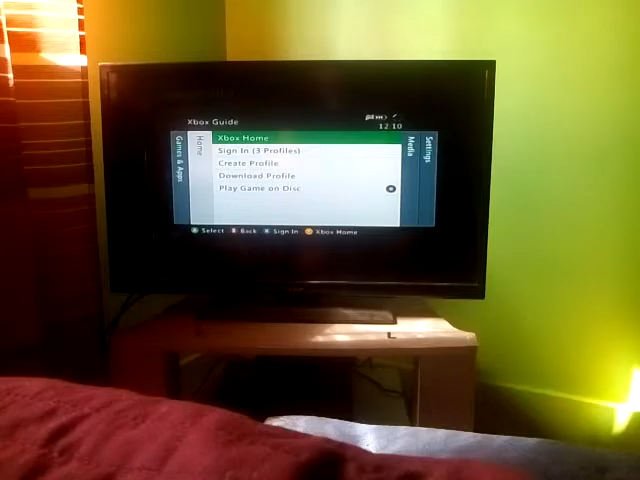 Xbox Guide
12:10
Games & Apps
Home
Xbox Home
Sign In (3 Profiles)
Create Profile
Download Profile
Play Game on Disc
Media
Settings
A Select B Back X Sign In Y Xbox Home